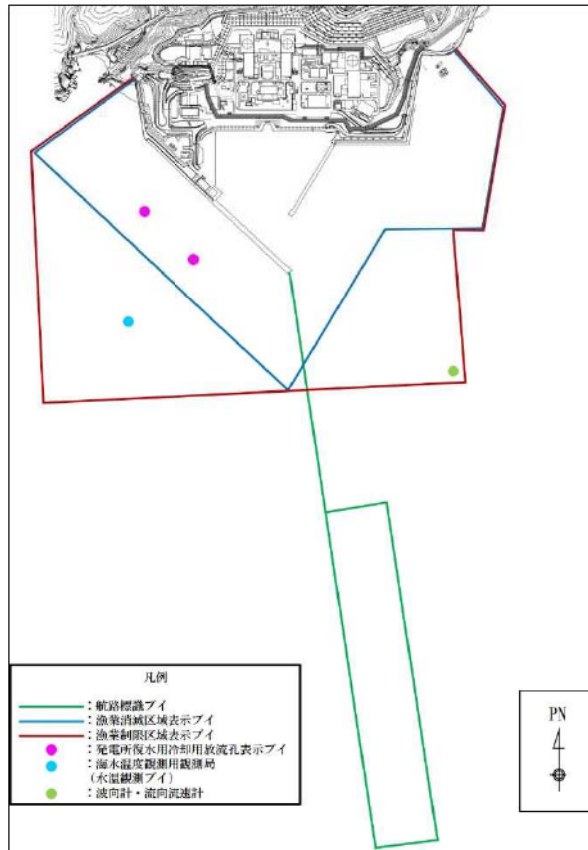 凡例
：航路標識ブイ
：漁業消滅区域表示ブイ
：漁業制限区域表示ブイ
：発電所復水用冷却用放流孔表示ブイ
：海水温度観測用観測局
（水温観測ブイ）
：波向計・流向流速計
PN